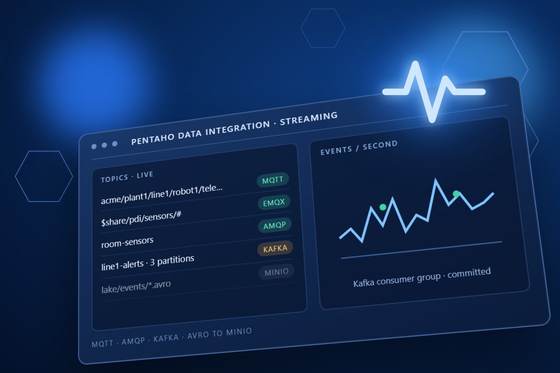 PENTAHO DATA INTEGRATION · STREAMING
TOPICS · LIVE
acme/plant1/line1/robot1/tele... MQTT
$share/pdi/sensors/# EMQX
room-sensors AMQP
line1-alerts · 3 partitions KAFKA
lake/events/*.avro MINIO
EVENTS / SECOND
Kafka consumer group · committed
MQTT · AMQP · KAFKA · AVRO TO MINIO